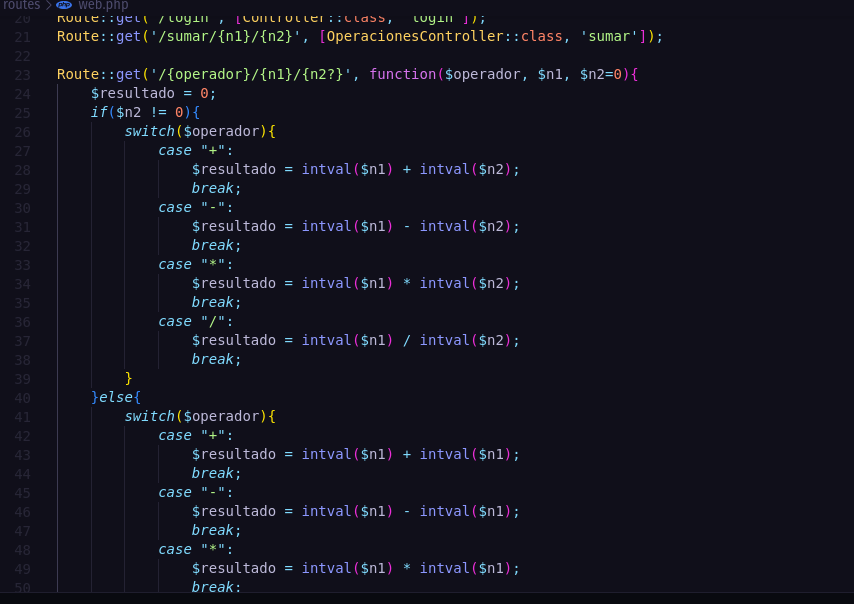 routes > php web.php
20 Route::get('/login', [Controller::class, 'login']);
21 Route::get('/sumar/{n1}/{n2}', [OperacionesController::class, 'sumar']);
22
23 Route::get('/{operador}/{n1}/{n2?}', function($operador, $n1, $n2=0){
24     $resultado = 0;
25     if($n2 != 0){
26         switch($operador){
27             case "+":
28                 $resultado = intval($n1) + intval($n2);
29                 break;
30             case "-":
31                 $resultado = intval($n1) - intval($n2);
32                 break;
33             case "*":
34                 $resultado = intval($n1) * intval($n2);
35                 break;
36             case "/":
37                 $resultado = intval($n1) / intval($n2);
38                 break;
39         }
40     }else{
41         switch($operador){
42             case "+":
43                 $resultado = intval($n1) + intval($n1);
44                 break;
45             case "-":
46                 $resultado = intval($n1) - intval($n1);
47                 break;
48             case "*":
49                 $resultado = intval($n1) * intval($n1);
50                 break;